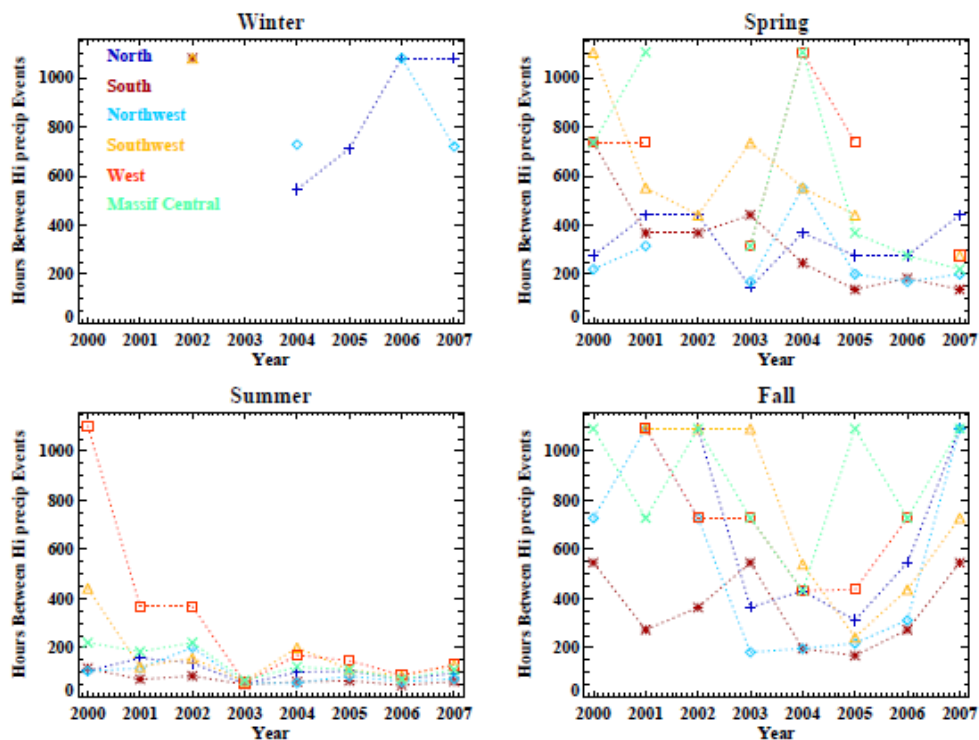 Winter
Hours Between Hi precip Events
1000
800
600
400
200
0
North
South
Northwest
Southwest
West
Massif Central
2000 2001 2002 2003 2004 2005 2006 2007
Year
Spring
Hours Between Hi precip Events
1000
800
600
400
200
0
2000 2001 2002 2003 2004 2005 2006 2007
Year
Summer
Hours Between Hi precip Events
1000
800
600
400
200
0
2000 2001 2002 2003 2004 2005 2006 2007
Year
Fall
Hours Between Hi precip Events
1000
800
600
400
200
0
2000 2001 2002 2003 2004 2005 2006 2007
Year